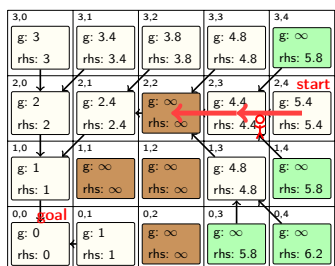 3,0 3,1 3,2 3,3 3,4
g: 3 g: 3.4 g: 3.8 g: 4.8 g: ∞
rhs: 3 rhs: 3.4 rhs: 3.8 rhs: 4.8 rhs: 5.8
2,0 2,1 2,2 2,3 2,4 start
g: 2 g: 2.4 g: ∞ g: 4.4 g: 5.4
rhs: 2 rhs: 2.4 rhs: ∞ rhs: 4.4 rhs: 5.4
1,0 1,1 1,2 1,3 1,4
g: 1 g: ∞ g: ∞ g: 4.8 g: ∞
rhs: 1 rhs: ∞ rhs: ∞ rhs: 4.8 rhs: 5.8
0,0 goal 0,1 0,2 0,3 0,4
g: 0 g: 1 g: ∞ g: ∞ g: ∞
rhs: 0 rhs: 1 rhs: ∞ rhs: 5.8 rhs: 6.2